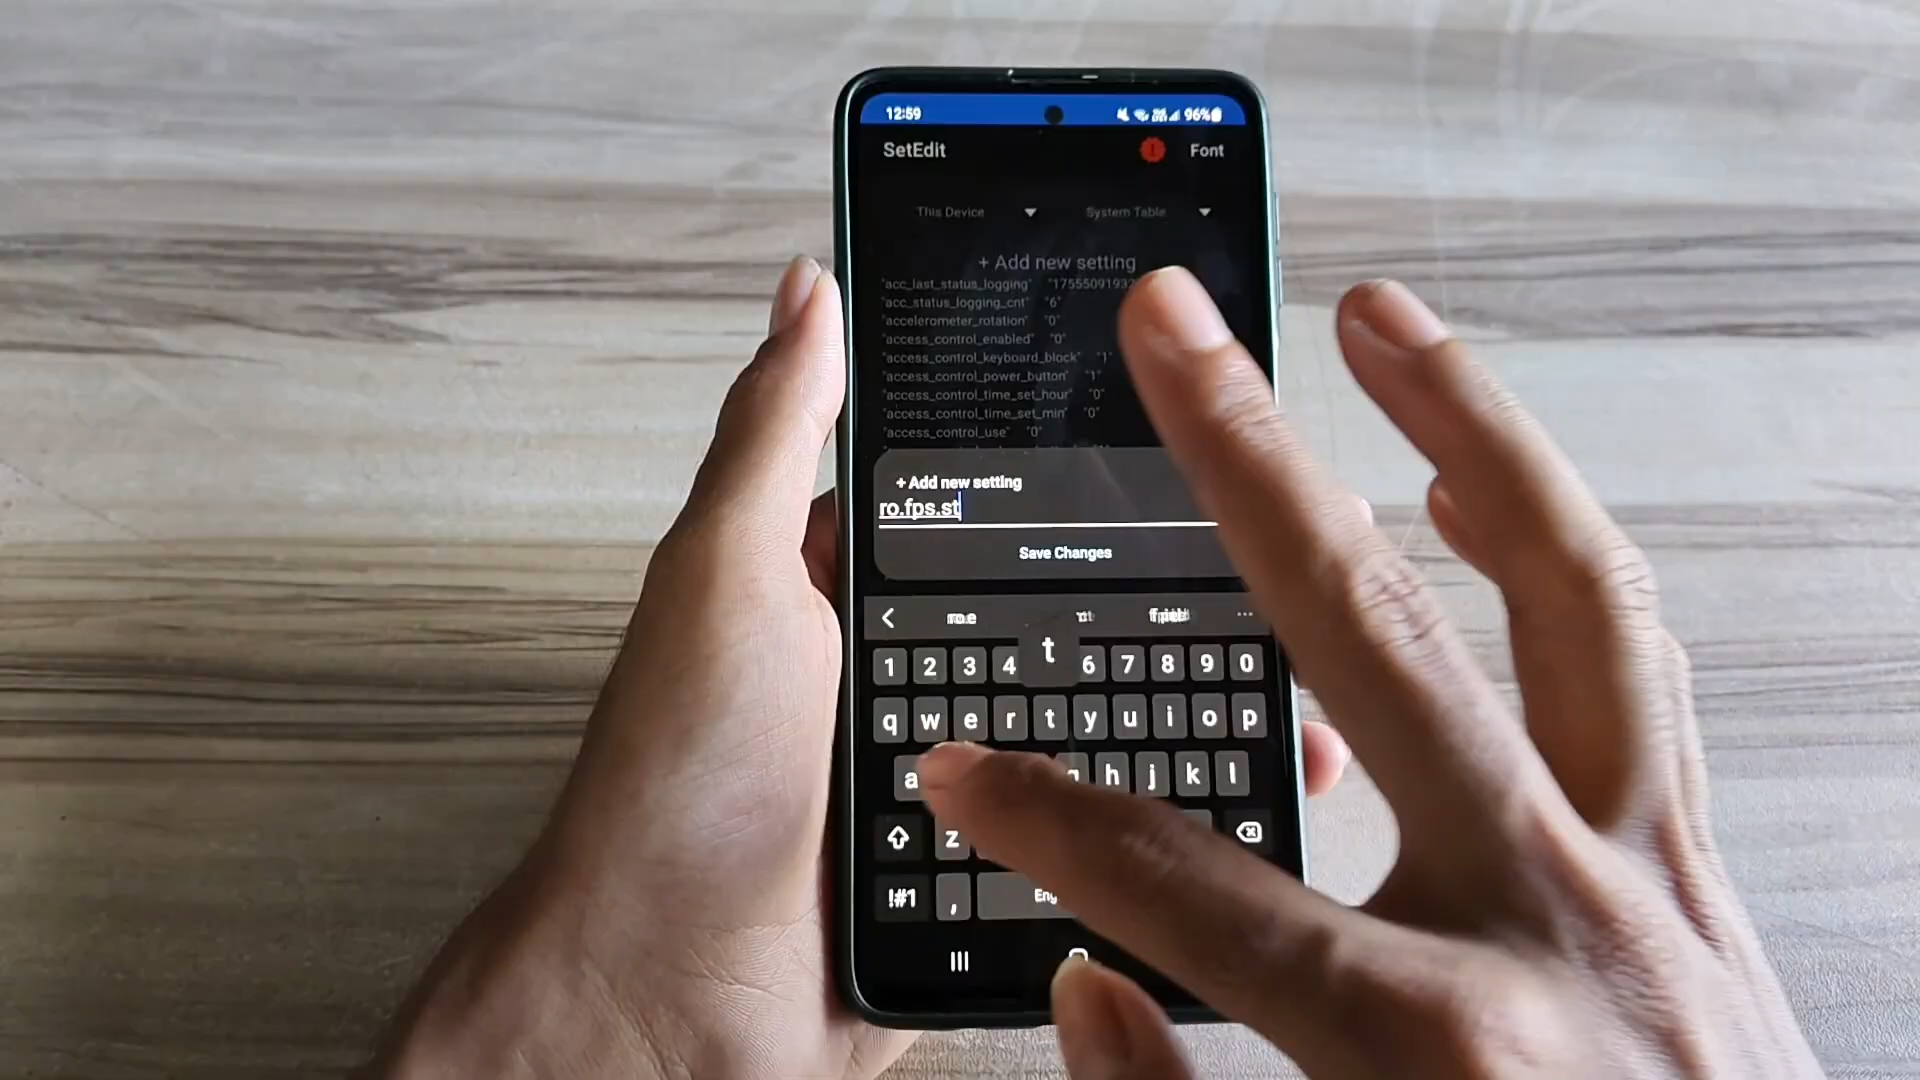 12:59 96%
SetEdit Font
This Device System Table
+ Add new setting
"acc_last_status_logging" "1755509193
"acc_status_logging_cnt" "6"
"accelerometer_rotation" "0"
"access_control_enabled" "0"
"access_control_keyboard_block" "1"
"access_control_power_button" "1"
"access_control_time_set_hour" "0"
"access_control_time_set_min" "0"
"access_control_use" "0"
+ Add new setting
ro.fps.st
Save Changes
t
1 2 3 4 6 7 8 9 0
q w e r t y u i o p
a h j k l
z
!#1 , Eng